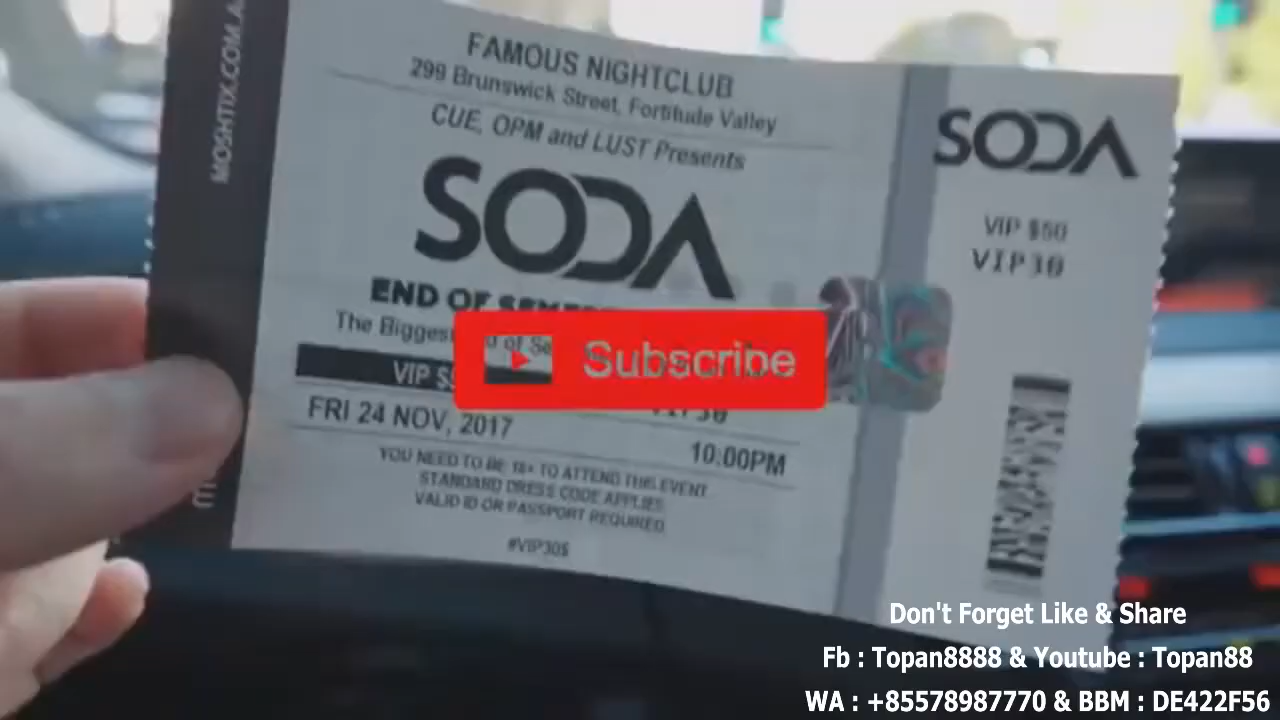 MOSHTIX.COM.A
FAMOUS NIGHTCLUB
299 Brunswick Street, Fortitude Valley
CUE, OPM and LUST Presents
SODA
END OF
The Biggest
VIP
FRI 24 NOV, 2017
10:00PM
YOU NEED TO BE 18+ TO ATTEND THIS EVENT
STANDARD DRESS CODE APPLIES
VALID ID OR PASSPORT REQUIRED
#VIP30$
SODA
VIP $50
VIP30
Subscribe
Don't Forget Like & Share
Fb : Topan8888 & Youtube : Topan88
WA : +85578987770 & BBM : DE422F56